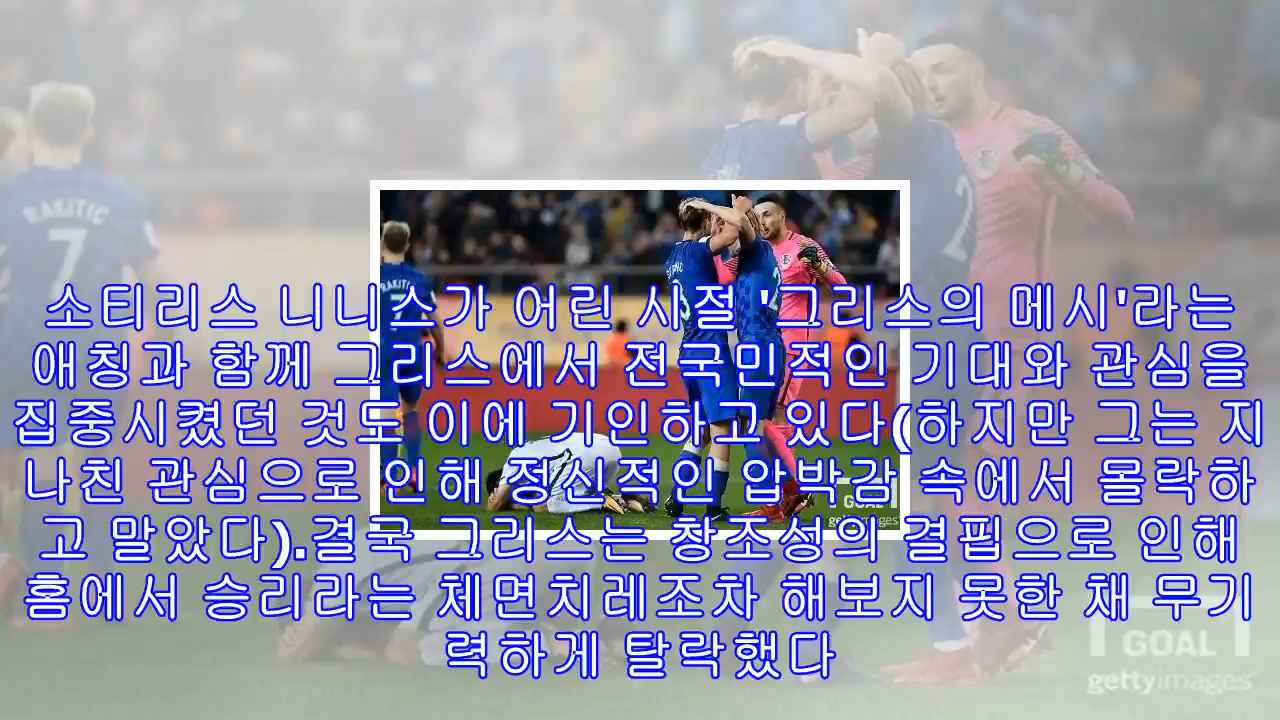 소티리스 니니스가 어린 시절 '그리스의 메시'라는
애칭과 함께 그리스에서 전국민적인 기대와 관심을
집중시켰던 것도 이에 기인하고 있다(하지만 그는 지
나친 관심으로 인해 정신적인 압박감 속에서 몰락하
고 말았다).결국 그리스는 창조성의 결핍으로 인해
홈에서 승리라는 체면치레조차 해보지 못한 채 무기
력하게 탈락했다
RAKITIC
7
2
RAKITIC
7
GOAL
gettyimages
GOAL
gettyimages